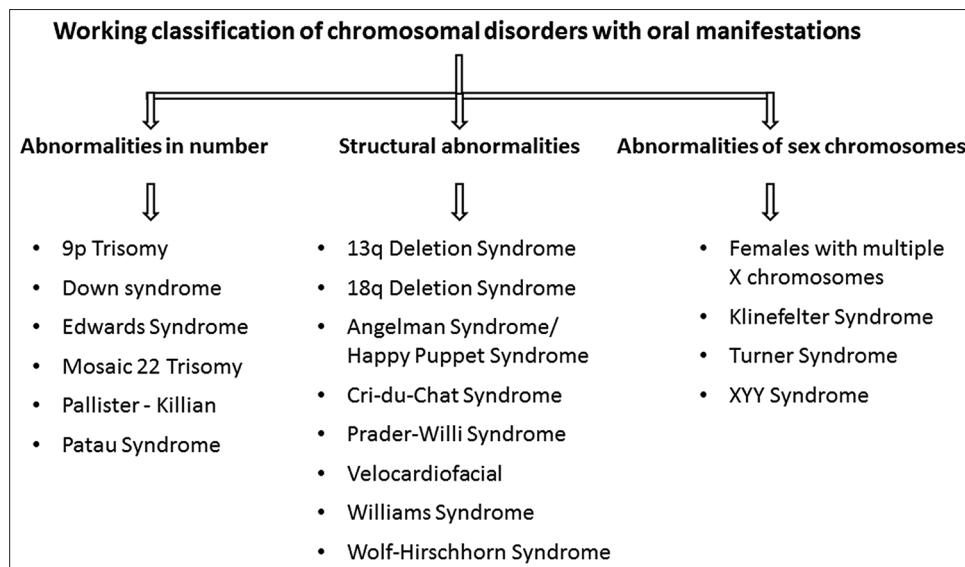 Working classification of chromosomal disorders with oral manifestations
Abnormalities in number
• 9p Trisomy
• Down syndrome
• Edwards Syndrome
• Mosaic 22 Trisomy
• Pallister - Killian
• Patau Syndrome
Structural abnormalities
• 13q Deletion Syndrome
• 18q Deletion Syndrome
• Angelman Syndrome/
Happy Puppet Syndrome
• Cri-du-Chat Syndrome
• Prader-Willi Syndrome
• Velocardiofacial
• Williams Syndrome
• Wolf-Hirschhorn Syndrome
Abnormalities of sex chromosomes
• Females with multiple
X chromosomes
• Klinefelter Syndrome
• Turner Syndrome
• XYY Syndrome